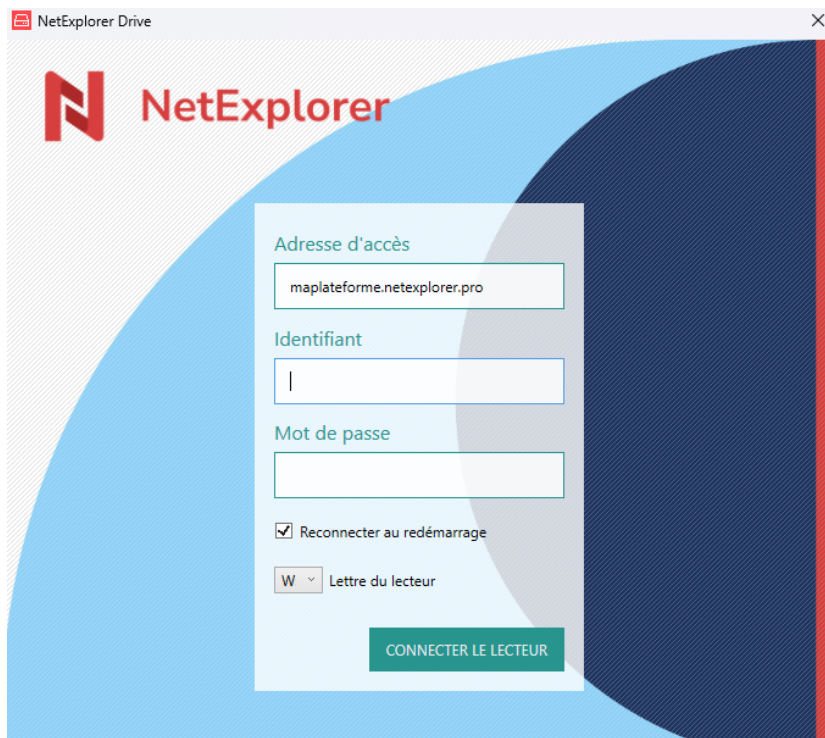 NetExplorer Drive
NetExplorer
Adresse d'accès
maplateforme.netexplorer.pro
Identifiant
Mot de passe
Reconnecter au redémarrage
W Lettre du lecteur
CONNECTER LE LECTEUR